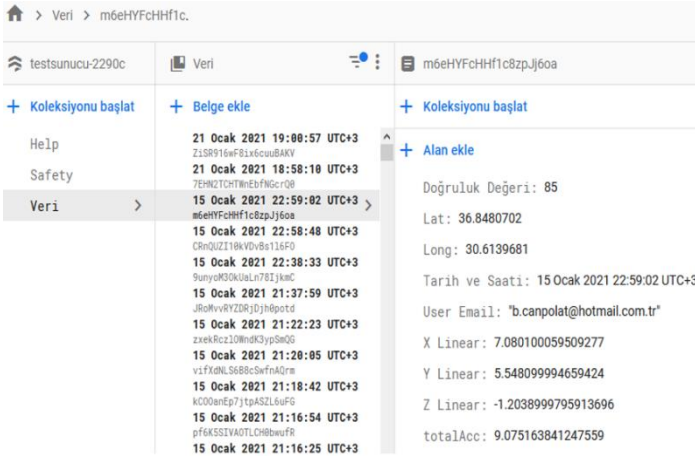 > Veri > m6eHYFcHHf1c.
testsunucu-2290c
+ Koleksiyonu başlat
Help
Safety
Veri >
Veri
+ Belge ekle
21 Ocak 2021 19:00:57 UTC+3
ZiSR916wF8ix6cuuBAKV
21 Ocak 2021 18:58:10 UTC+3
7EHN2TCHTWnEbfNGcrQ0
15 Ocak 2021 22:59:02 UTC+3 >
m6eHYFcHHf1c8zpJj6oa
15 Ocak 2021 22:58:48 UTC+3
CRnQUZI10kVDvBs1l6FO
15 Ocak 2021 22:38:33 UTC+3
9unyoM3OkUaLn78IjkmC
15 Ocak 2021 21:37:59 UTC+3
JRoMvvRYZDRjDjh0potd
15 Ocak 2021 21:22:23 UTC+3
zxekRczlOWndK3ypSmQG
15 Ocak 2021 21:20:05 UTC+3
vifXdNLS6B8cSwfnAQrm
15 Ocak 2021 21:18:42 UTC+3
kCO0anEp7jtpASZL6uFG
15 Ocak 2021 21:16:54 UTC+3
pf6K5SIVAOTLCH0bwufR
15 Ocak 2021 21:16:25 UTC+3
m6eHYFcHHf1c8zpJj6oa
+ Koleksiyonu başlat
+ Alan ekle
Doğruluk Değeri: 85
Lat: 36.8480702
Long: 30.6139681
Tarih ve Saati: 15 Ocak 2021 22:59:02 UTC+3
User Email: "b.canpolat@hotmail.com.tr"
X Linear: 7.080100059509277
Y Linear: 5.548099994659424
Z Linear: -1.2038999795913696
totalAcc: 9.075163841247559